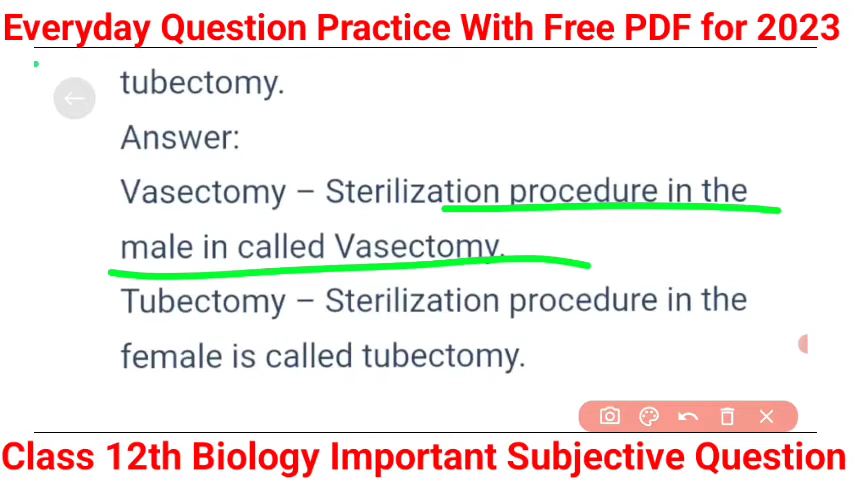 Everyday Question Practice With Free PDF for 2023
tubectomy.
Answer:
Vasectomy – Sterilization procedure in the
male in called Vasectomy.
Tubectomy – Sterilization procedure in the
female is called tubectomy.
Class 12th Biology Important Subjective Question